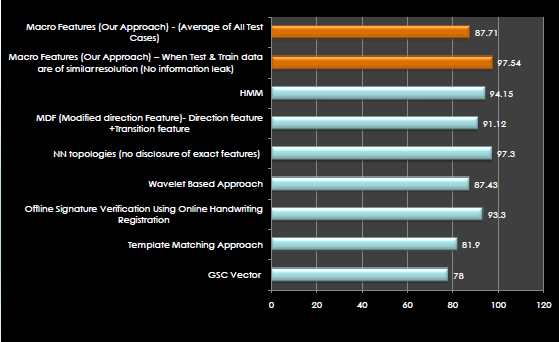 Macro Features (Our Approach) - (Average of All Test
Cases)
87.71
Macro Features (Our Approach) – When Test & Train data
are of similar resolution (No information leak)
97.54
HMM
94.15
MDF (Modified direction Feature)- Direction feature
+Transition feature
91.12
NN topologies (no disclosure of exact features)
97.3
Wavelet Based Approach
87.43
Offline Signature Verification Using Online Handwriting
Registration
93.3
Template Matching Approach
81.9
GSC Vector
78
0 20 40 60 80 100 120